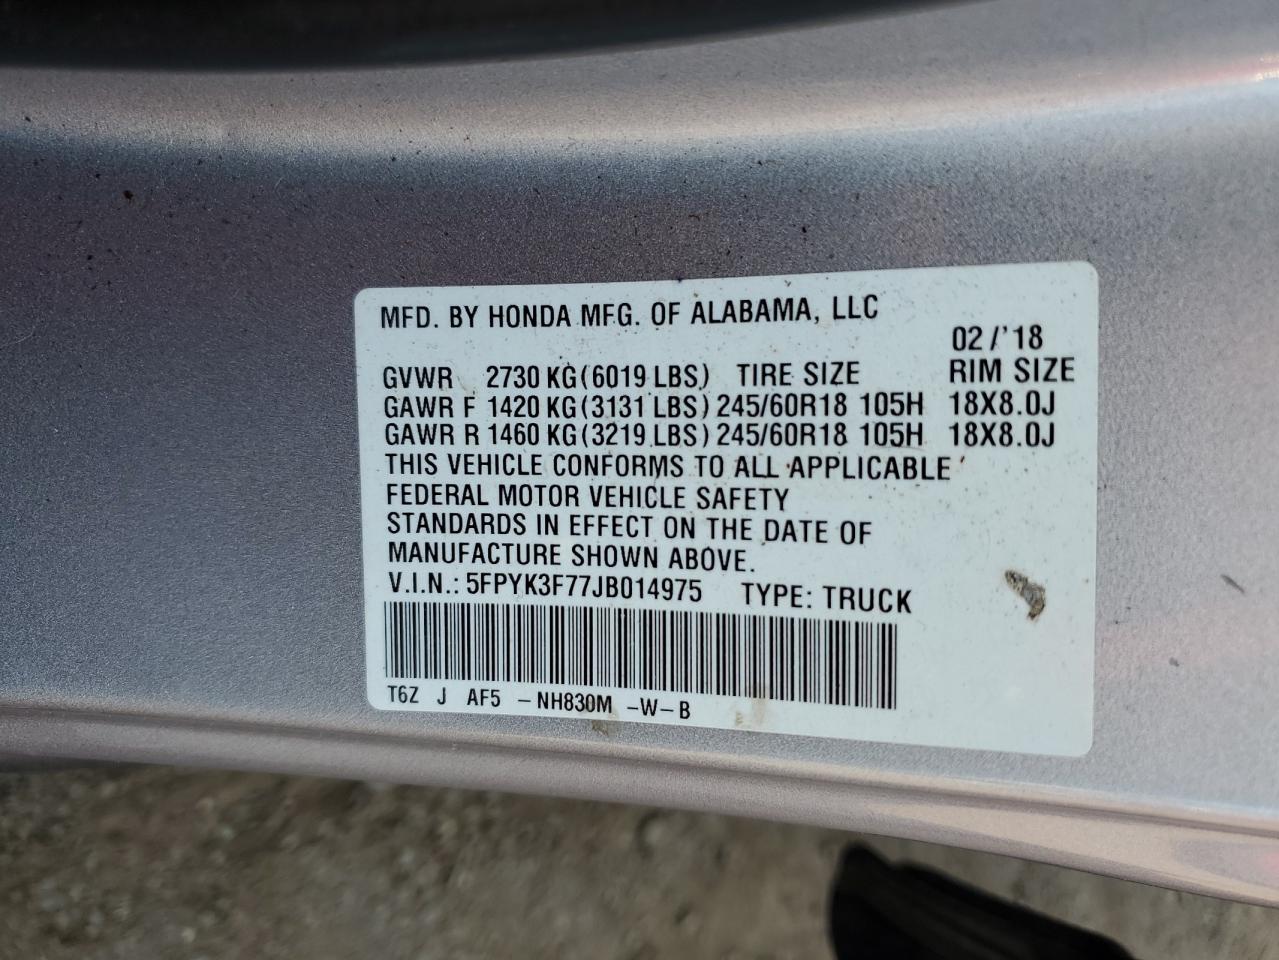 MFD. BY HONDA MFG. OF ALABAMA, LLC
02/'18
GVWR 2730 KG(6019 LBS) TIRE SIZE RIM SIZE
GAWR F 1420 KG(3131 LBS) 245/60R18 105H 18X8.0J
GAWR R 1460 KG(3219 LBS) 245/60R18 105H 18X8.0J
THIS VEHICLE CONFORMS TO ALL APPLICABLE
FEDERAL MOTOR VEHICLE SAFETY
STANDARDS IN EFFECT ON THE DATE OF
MANUFACTURE SHOWN ABOVE.
V.I.N.: 5FPYK3F77JB014975 TYPE: TRUCK
T6Z J AF5 -NH830M -W-B